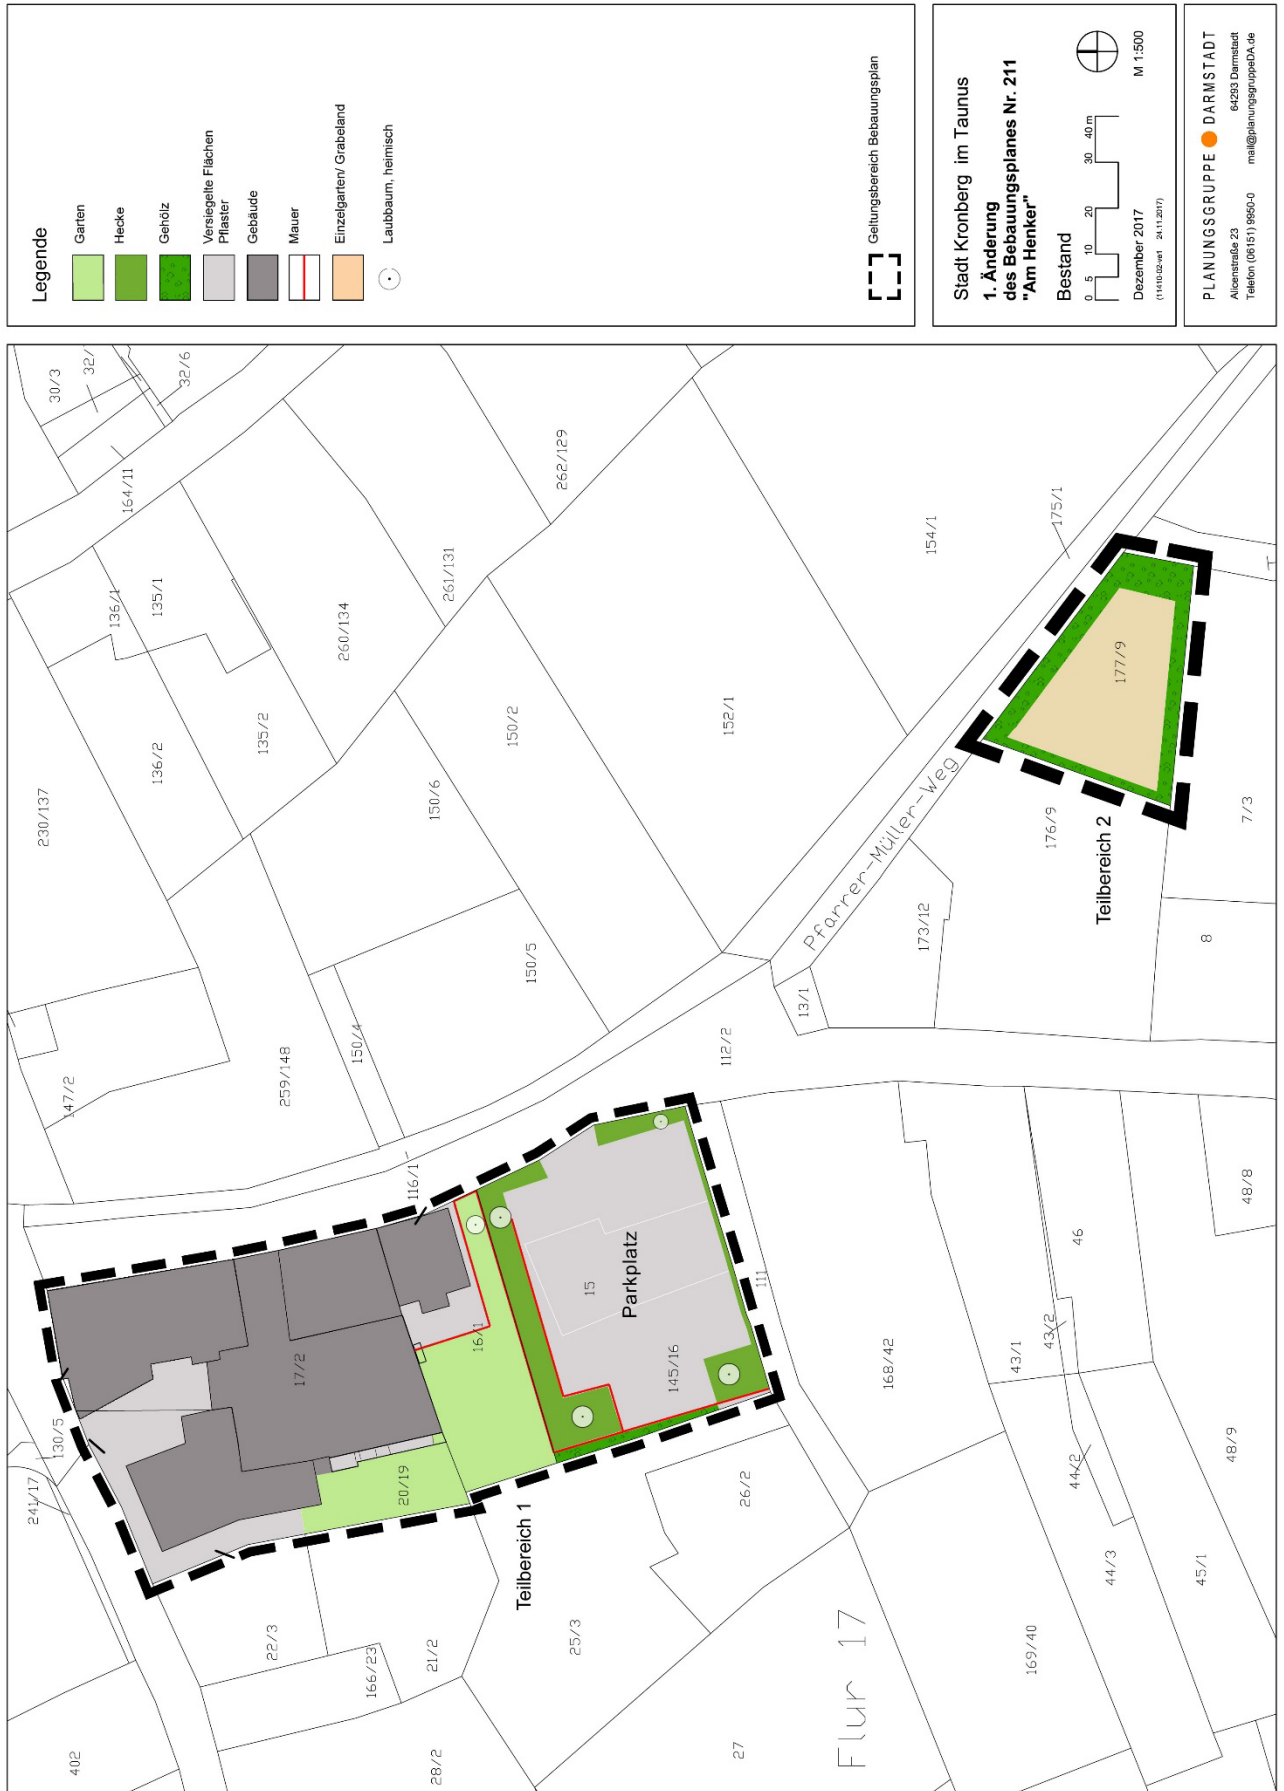 Legende
Garten
Hecke
Gehölz
Versiegelte Flächen
Pflaster
Gebäude
Mauer
Einzelgarten/ Grabeland
Laubbaum, heimisch
Geltungsbereich Bebauungsplan
Stadt Kronberg im Taunus
1. Änderung
des Bebauungsplanes Nr. 211
"Am Henker"
Bestand
0 5 10 20 30 40 m
Dezember 2017
M 1:500
(11410-02-ve1 24.11.2017)
PLANUNGSGRUPPE DARMSTADT
Alicenstraße 23 64293 Darmstadt
Telefon (06151) 9950-0 mail@planungsgruppeDA.de
30/3
32/
32/6
164/11
136/1
135/1
262/129
261/131
260/134
135/2
136/2
230/137
150/2
150/6
152/1
154/1
175/1
177/9
176/9
7/3
Teilbereich 2
Pfarrer-Müller-Weg
173/12
8
13/1
150/5
150/4
259/148
147/2
112/2
116/1
48/8
46
43/2
43/1
111
15
Parkplatz
145/16
16/1
17/2
130/5
241/17
20/19
Teilbereich 1
168/42
44/2
48/9
26/2
44/3
45/1
25/3
22/3
166/23
21/2
169/40
Flur 17
27
28/2
402